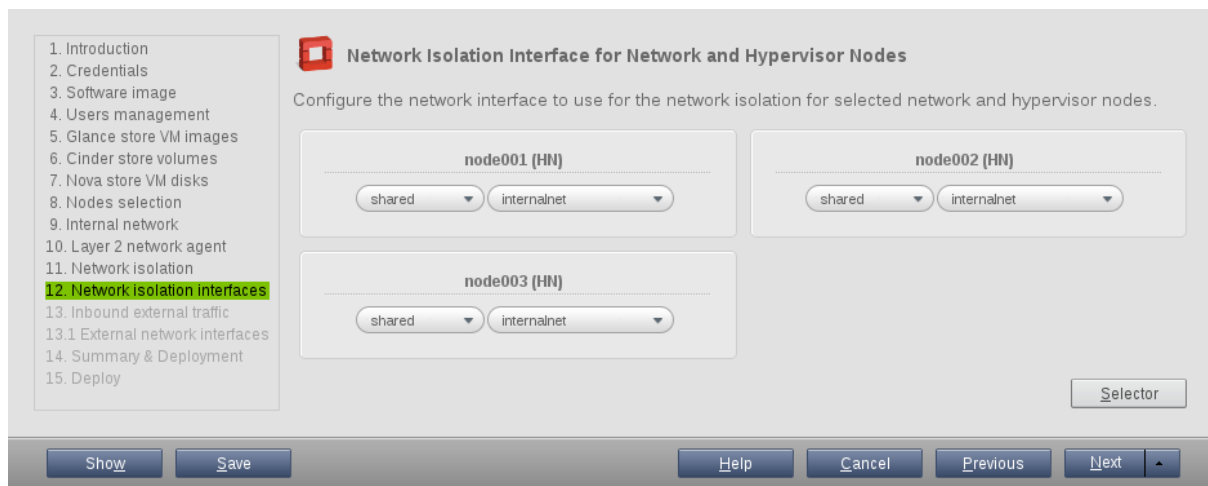 1. Introduction
2. Credentials
3. Software image
4. Users management
5. Glance store VM images
6. Cinder store volumes
7. Nova store VM disks
8. Nodes selection
9. Internal network
10. Layer 2 network agent
11. Network isolation
12. Network isolation interfaces
13. Inbound external traffic
13.1 External network interfaces
14. Summary & Deployment
15. Deploy
Network Isolation Interface for Network and Hypervisor Nodes
Configure the network interface to use for the network isolation for selected network and hypervisor nodes.
node001 (HN)
shared internalnet
node002 (HN)
shared internalnet
node003 (HN)
shared internalnet
Selector
Show Save Help Cancel Previous Next